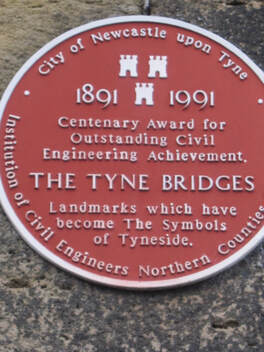 City of Newcastle upon Tyne
1891 1991
Centenary Award for
Outstanding Civil
Engineering Achievement.
THE TYNE BRIDGES
Landmarks which have
become The Symbols
of Tyneside.
Institution of Civil Engineers Northern Counties